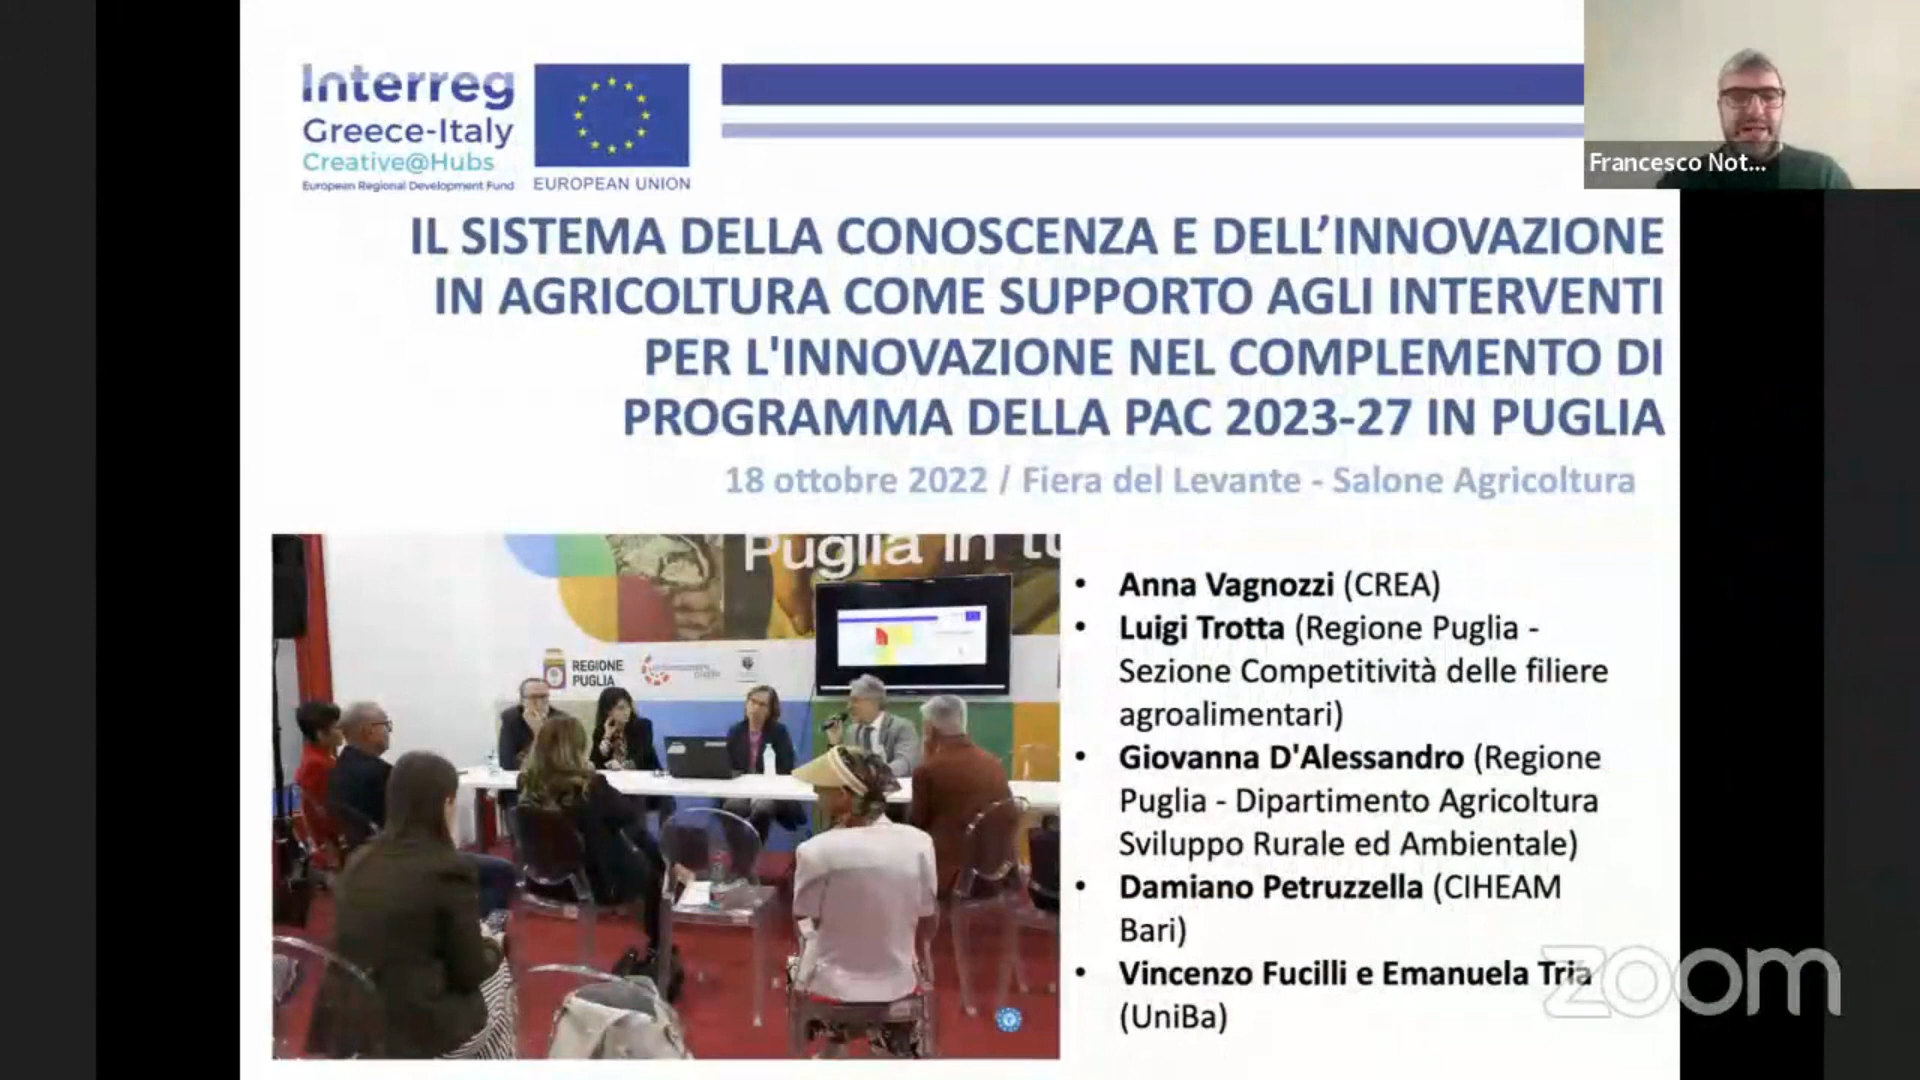 Interreg
Greece-Italy
Creative@Hubs
European Regional Development Fund
EUROPEAN UNION
Francesco Not...
IL SISTEMA DELLA CONOSCENZA E DELL’INNOVAZIONE
IN AGRICOLTURA COME SUPPORTO AGLI INTERVENTI
PER L'INNOVAZIONE NEL COMPLEMENTO DI
PROGRAMMA DELLA PAC 2023-27 IN PUGLIA
18 ottobre 2022 / Fiera del Levante - Salone Agricoltura
Puglia in tu
REGIONE
PUGLIA
• Anna Vagnozzi (CREA)
• Luigi Trotta (Regione Puglia -
Sezione Competitività delle filiere
agroalimentari)
• Giovanna D'Alessandro (Regione
Puglia - Dipartimento Agricoltura
Sviluppo Rurale ed Ambientale)
• Damiano Petruzzella (CIHEAM
Bari)
• Vincenzo Fucilli e Emanuela Tria
(UniBa)
zoom